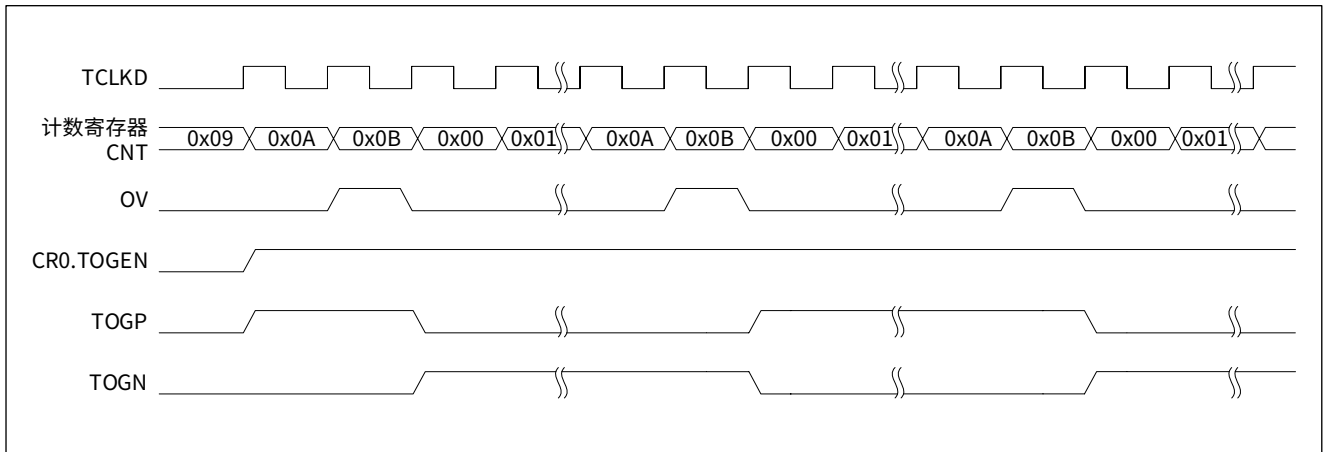 TCLKD
计数寄存器
CNT
0x09 0x0A 0x0B 0x00 0x01 0x0A 0x0B 0x00 0x01 0x0A 0x0B 0x00 0x01
OV
CR0.TOGEN
TOGP
TOGN